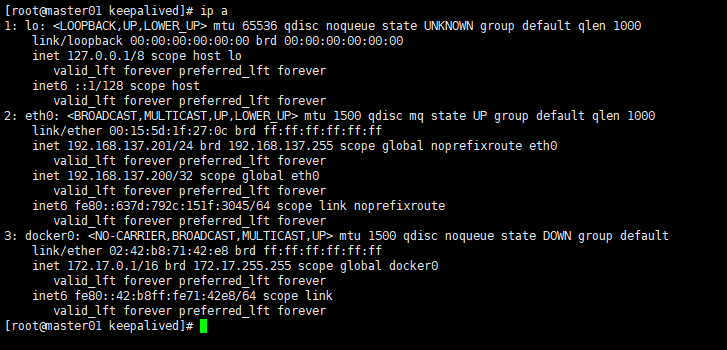 [root@master01 keepalived]# ip a
1: lo: <LOOPBACK,UP,LOWER_UP> mtu 65536 qdisc noqueue state UNKNOWN group default qlen 1000
    link/loopback 00:00:00:00:00:00 brd 00:00:00:00:00:00
    inet 127.0.0.1/8 scope host lo
       valid_lft forever preferred_lft forever
    inet6 ::1/128 scope host
       valid_lft forever preferred_lft forever
2: eth0: <BROADCAST,MULTICAST,UP,LOWER_UP> mtu 1500 qdisc mq state UP group default qlen 1000
    link/ether 00:15:5d:1f:27:0c brd ff:ff:ff:ff:ff:ff
    inet 192.168.137.201/24 brd 192.168.137.255 scope global noprefixroute eth0
       valid_lft forever preferred_lft forever
    inet 192.168.137.200/32 scope global eth0
       valid_lft forever preferred_lft forever
    inet6 fe80::637d:792c:151f:3045/64 scope link noprefixroute
       valid_lft forever preferred_lft forever
3: docker0: <NO-CARRIER,BROADCAST,MULTICAST,UP> mtu 1500 qdisc noqueue state DOWN group default
    link/ether 02:42:b8:71:42:e8 brd ff:ff:ff:ff:ff:ff
    inet 172.17.0.1/16 brd 172.17.255.255 scope global docker0
       valid_lft forever preferred_lft forever
    inet6 fe80::42:b8ff:fe71:42e8/64 scope link
       valid_lft forever preferred_lft forever
[root@master01 keepalived]#